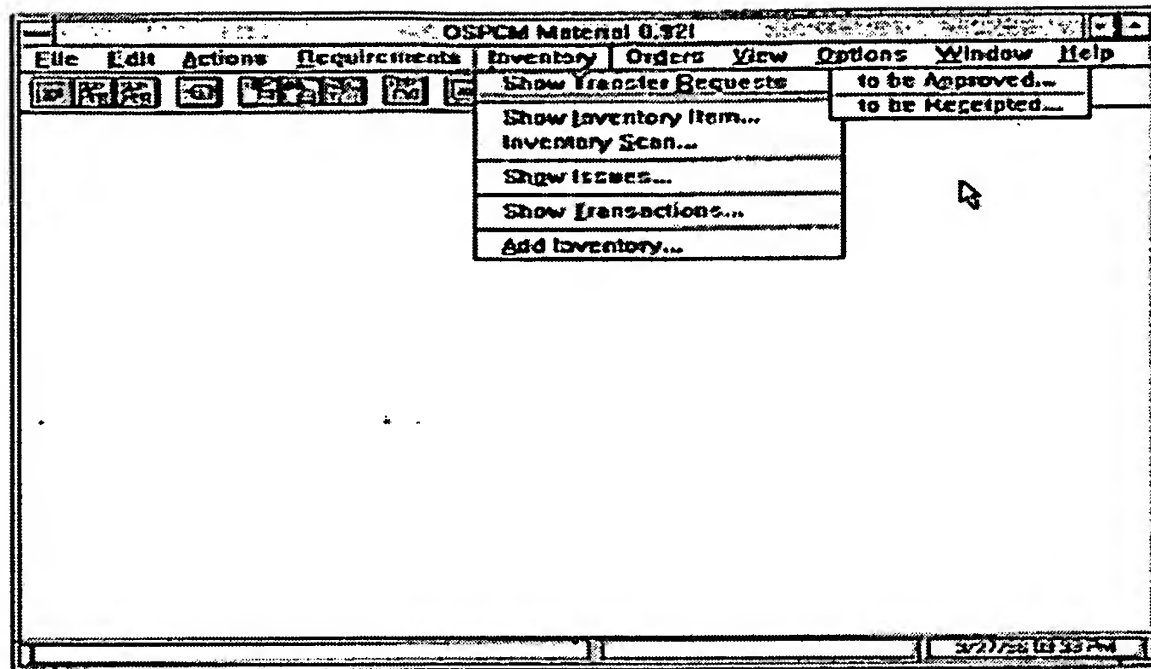 OSPCM Material 0.92f
File Edit Actions Requirements Inventory Orders View Options Window Help
Show Transfer Requests
to be Approved...
to be Receipted...
Show Inventory Item...
Inventory Scan...
Show Issues...
Show Transactions...
Add Inventory...